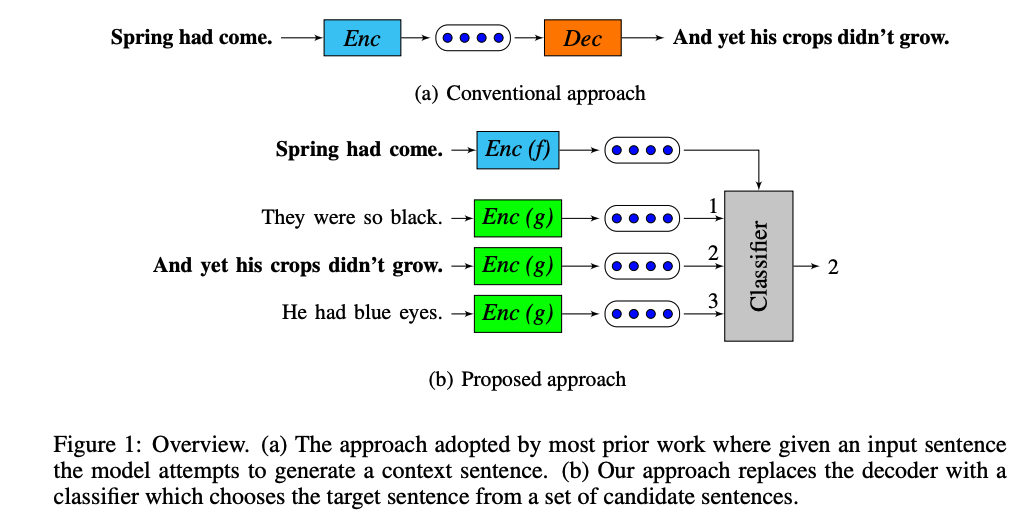 Spring had come. Enc Dec And yet his crops didn't grow.
(a) Conventional approach
Spring had come. Enc (f)
They were so black. Enc (g) 1
And yet his crops didn't grow. Enc (g) 2 Classifier 2
He had blue eyes. Enc (g) 3
(b) Proposed approach
Figure 1: Overview. (a) The approach adopted by most prior work where given an input sentence
the model attempts to generate a context sentence. (b) Our approach replaces the decoder with a
classifier which chooses the target sentence from a set of candidate sentences.